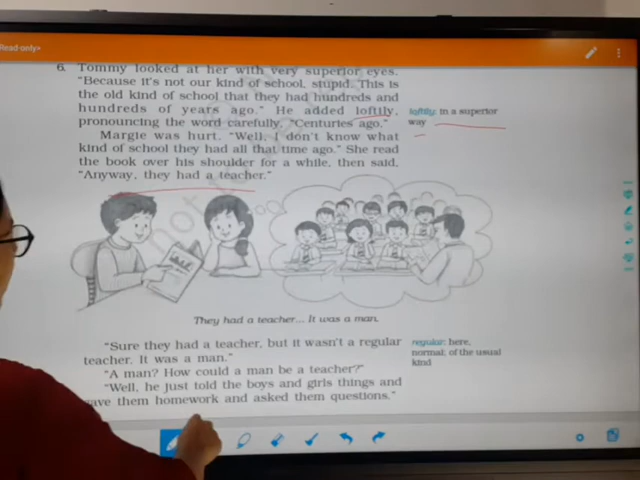 Read-only>
6. Tommy looked at her with very superior eyes.
"Because it's not our kind of school, stupid. This is
the old kind of school that they had hundreds and
hundreds of years ago." He added loftily,
pronouncing the word carefully, "Centuries ago."
loftily: in a superior
way
Margie was hurt. "Well, I don't know what
kind of school they had all that time ago." She read
the book over his shoulder for a while, then said,
"Anyway, they had a teacher."
They had a teacher... It was a man.
"Sure they had a teacher, but it wasn't a regular
teacher. It was a man."
regular: here,
normal; of the usual
kind
"A man? How could a man be a teacher?"
"Well, he just told the boys and girls things and
gave them homework and asked them questions."